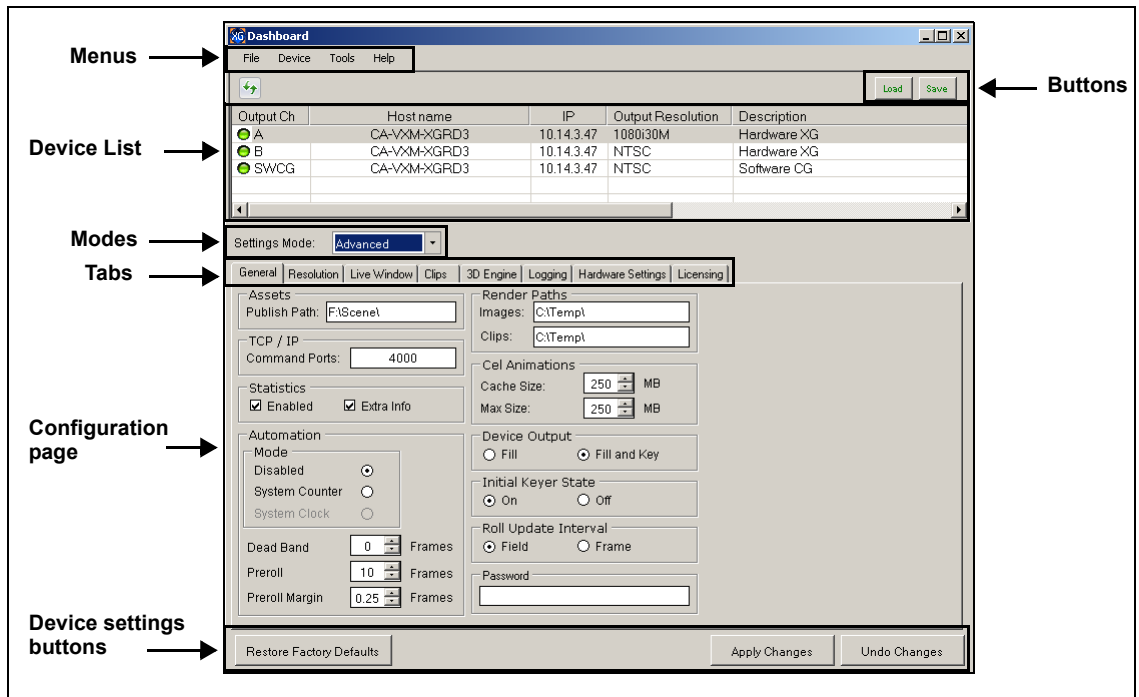 XG Dashboard
Menus
File Device Tools Help
Load Save
Buttons
Output Ch Host name IP Output Resolution Description
A CA-VXM-XGRD3 10.14.3.47 1080i30M Hardware XG
Device List
B CA-VXM-XGRD3 10.14.3.47 NTSC Hardware XG
SWCG CA-VXM-XGRD3 10.14.3.47 NTSC Software CG
Modes
Settings Mode: Advanced
Tabs
General Resolution Live Window Clips 3D Engine Logging Hardware Settings Licensing
Assets
Publish Path: F:\Scene\
TCP / IP
Command Ports: 4000
Statistics
Enabled Extra Info
Configuration
page
Automation
Mode
Disabled
System Counter
System Clock
Dead Band 0 Frames
Preroll 10 Frames
Preroll Margin 0.25 Frames
Render Paths
Images: C:\Temp\
Clips: C:\Temp\
Cel Animations
Cache Size: 250 MB
Max Size: 250 MB
Device Output
Fill Fill and Key
Initial Keyer State
On Off
Roll Update Interval
Field Frame
Password
Device settings
buttons
Restore Factory Defaults Apply Changes Undo Changes